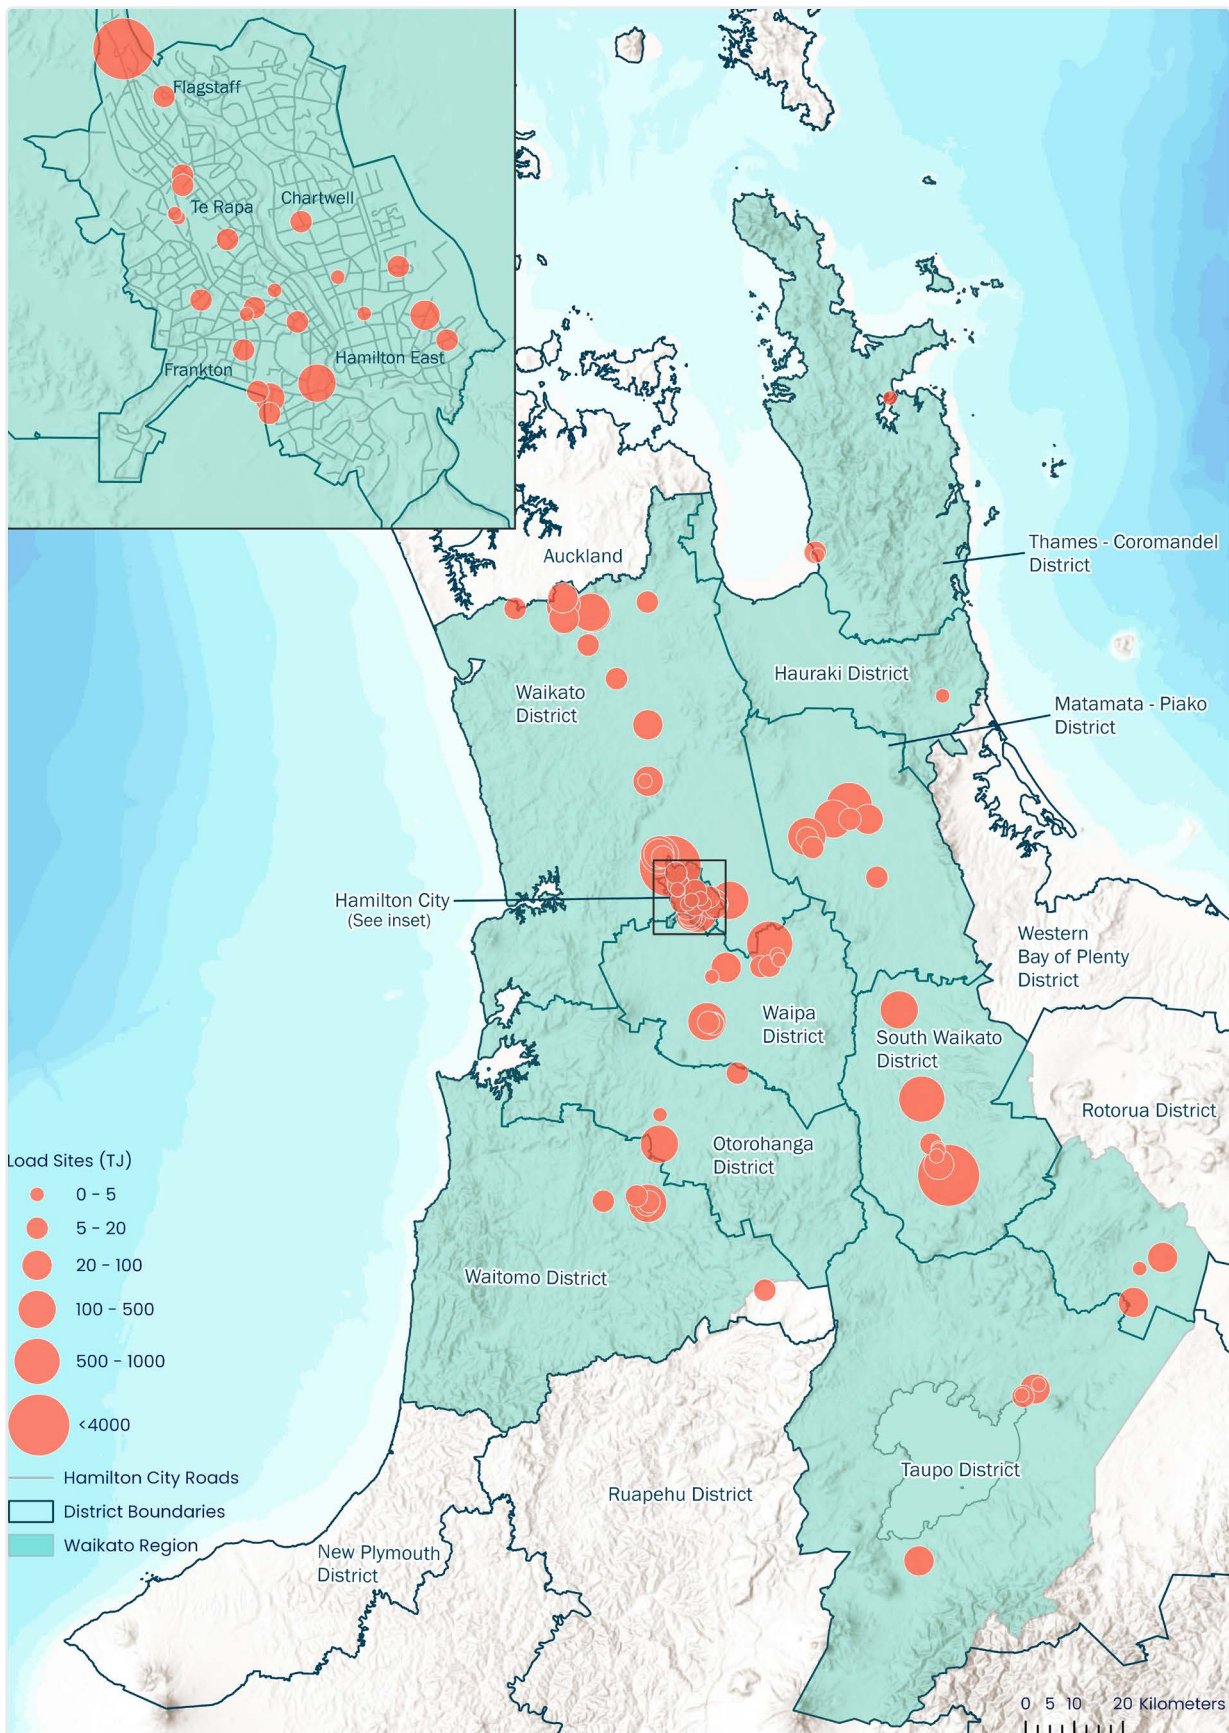 Flagstaff
Chartwell
Te Rapa
Hamilton East
Frankton
Auckland
Thames - Coromandel
District
Hauraki District
Waikato
District
Matamata - Piako
District
Hamilton City
(See inset)
Western
Bay of Plenty
District
Waipa
District
South Waikato
District
Rotorua District
Otorohanga
District
Load Sites (TJ)
0 - 5
5 - 20
20 - 100
100 - 500
500 - 1000
<4000
Hamilton City Roads
District Boundaries
Waikato Region
Waitomo District
Taupo District
Ruapehu District
New Plymouth
District
0 5 10 20 Kilometers